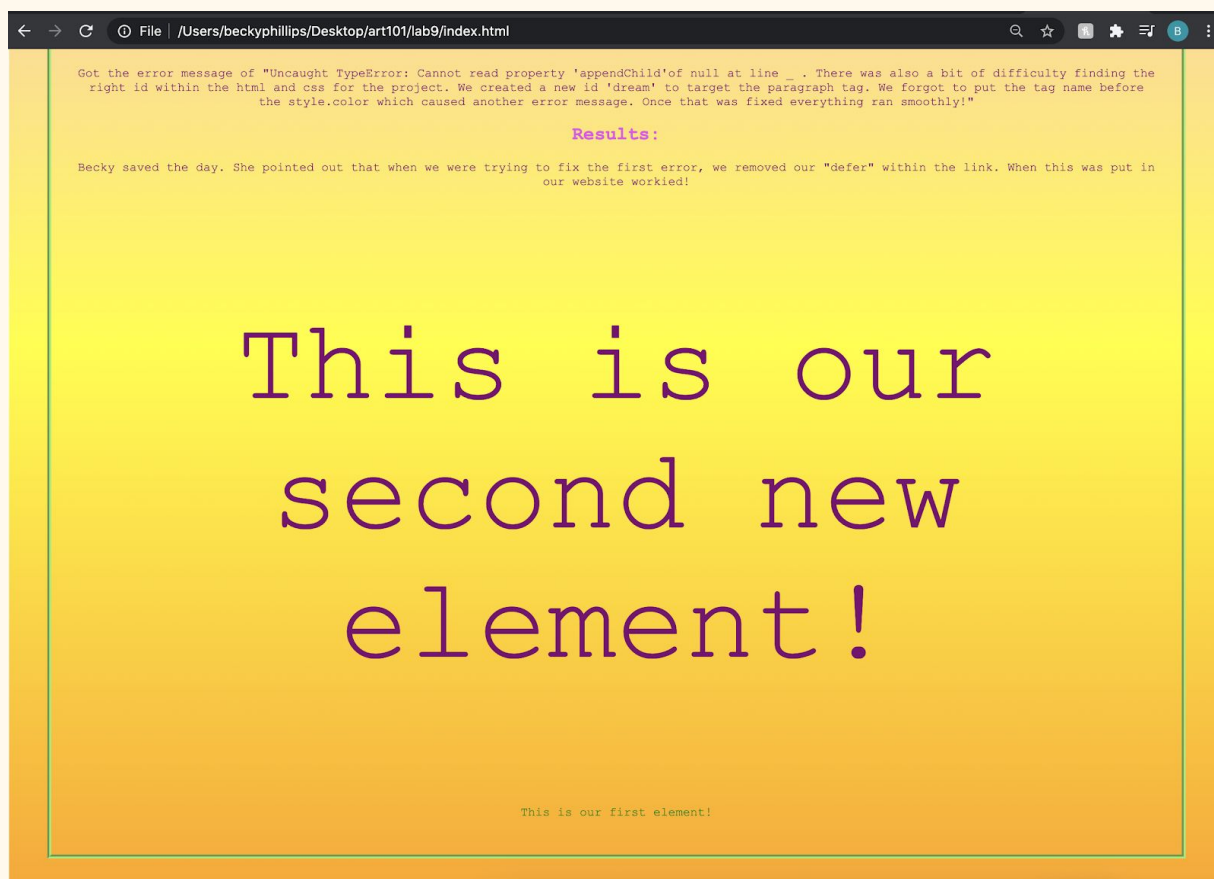 File | /Users/beckyphillips/Desktop/art101/lab9/index.html
B
Got the error message of "Uncaught TypeError: Cannot read property 'appendChild'of null at line _ . There was also a bit of difficulty finding the
right id within the html and css for the project. We created a new id 'dream' to target the paragraph tag. We forgot to put the tag name before
the style.color which caused another error message. Once that was fixed everything ran smoothly!"
Results:
Becky saved the day. She pointed out that when we were trying to fix the first error, we removed our "defer" within the link. When this was put in
our website workied!
This is our
second new
element!
This is our first element!